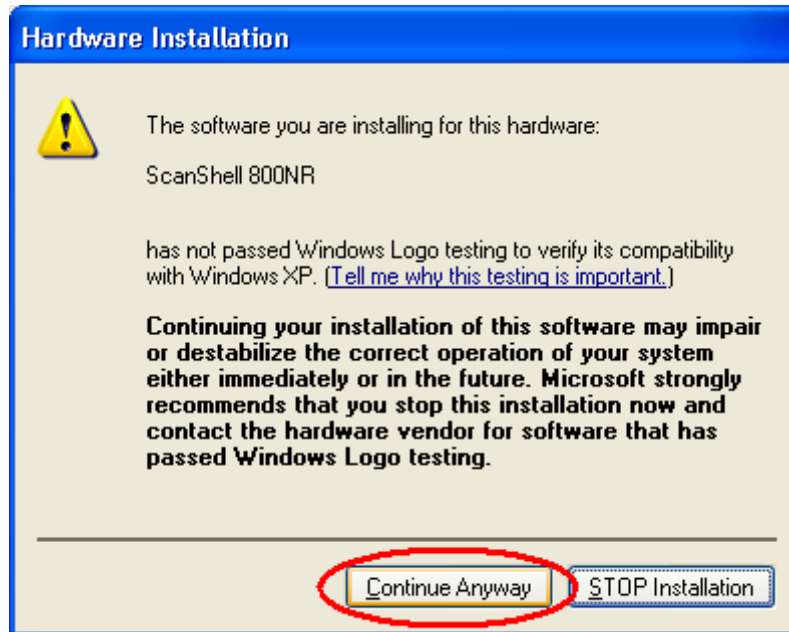 Hardware Installation
The software you are installing for this hardware:
ScanShell 800NR
has not passed Windows Logo testing to verify its compatibility
with Windows XP. (Tell me why this testing is important.)
Continuing your installation of this software may impair
or destabilize the correct operation of your system
either immediately or in the future. Microsoft strongly
recommends that you stop this installation now and
contact the hardware vendor for software that has
passed Windows Logo testing.
Continue Anyway
STOP Installation